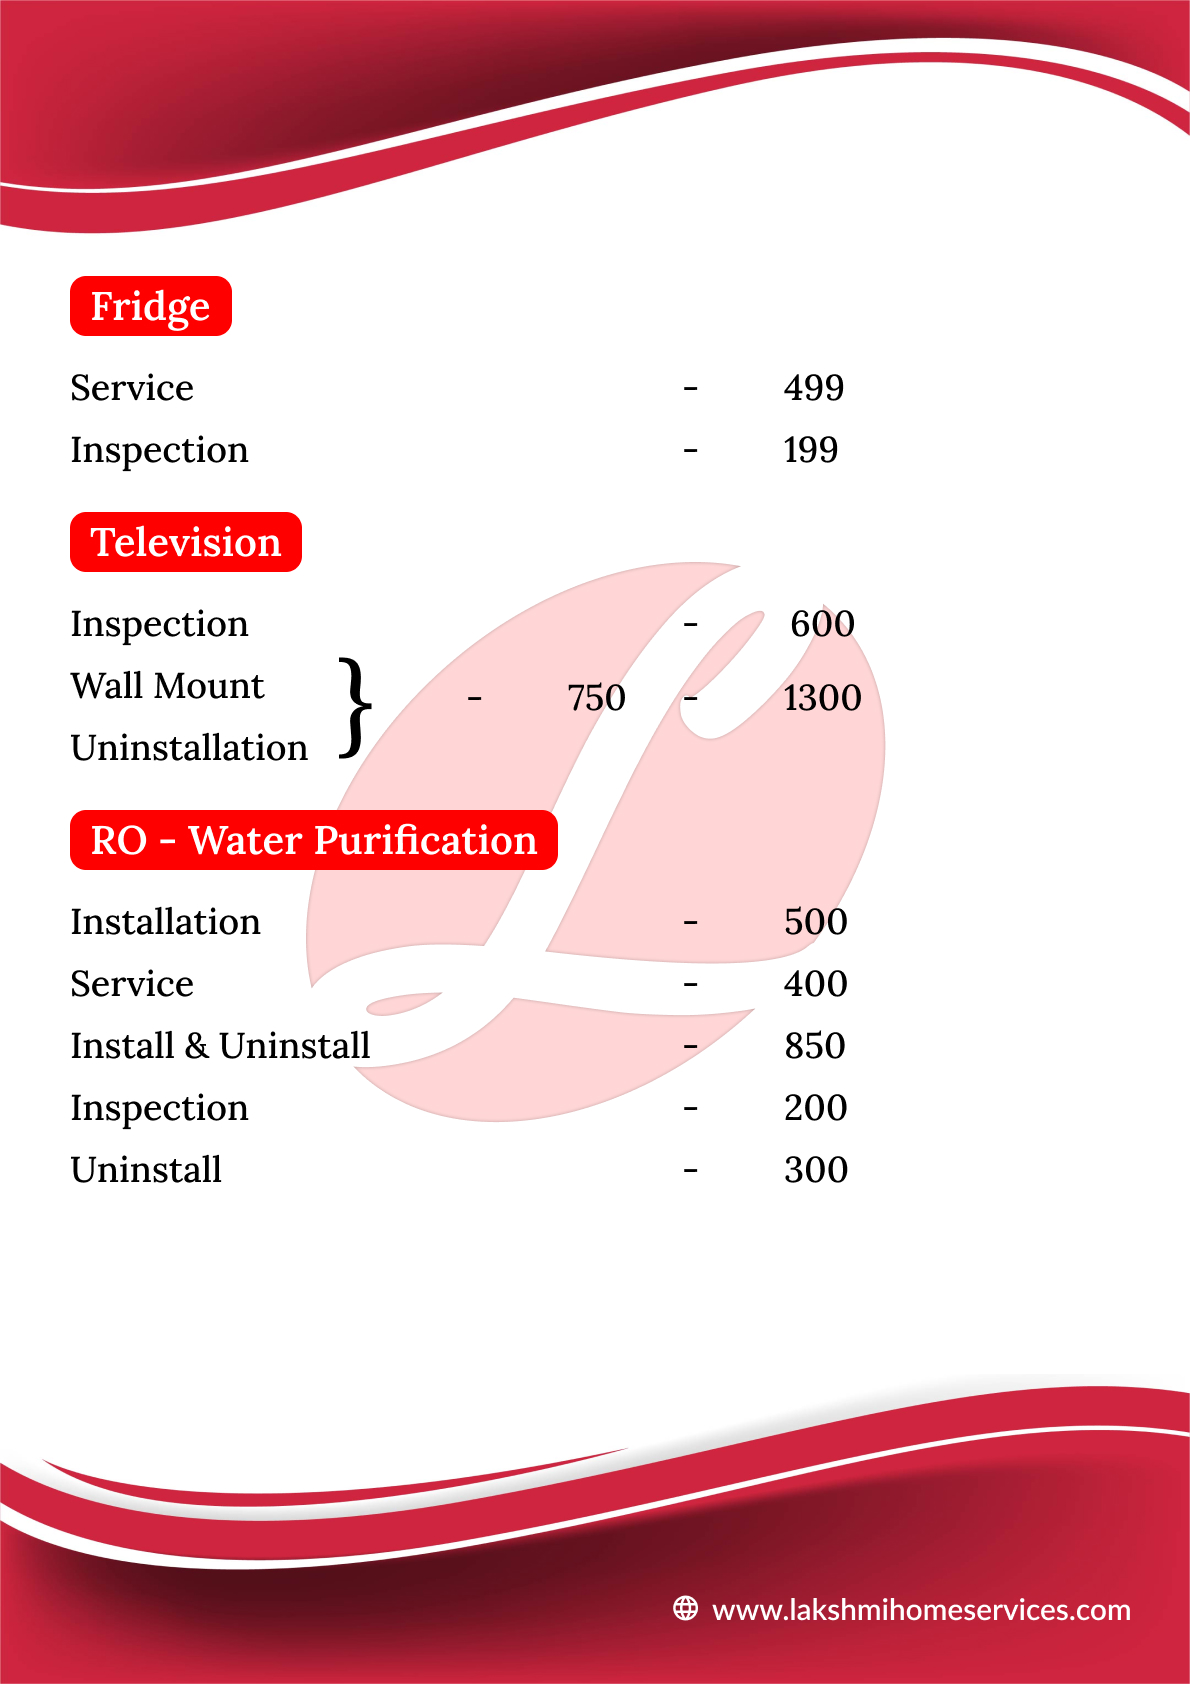 Fridge
Service - 499
Inspection - 199
Television
Inspection - 600
Wall Mount
} - 750 - 1300
Uninstallation
RO - Water Purification
Installation - 500
Service - 400
Install & Uninstall - 850
Inspection - 200
Uninstall - 300
www.lakshmihomeservices.com